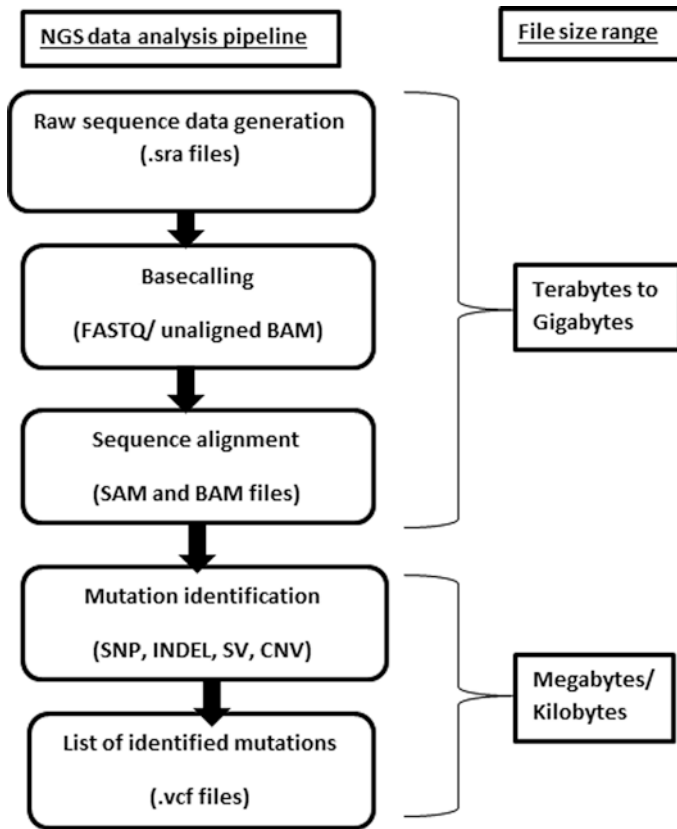 NGS data analysis pipeline
File size range
Raw sequence data generation
(.sra files)
Basecalling
(FASTQ/ unaligned BAM)
Terabytes to
Gigabytes
Sequence alignment
(SAM and BAM files)
Mutation identification
(SNP, INDEL, SV, CNV)
Megabytes/
Kilobytes
List of identified mutations
(.vcf files)